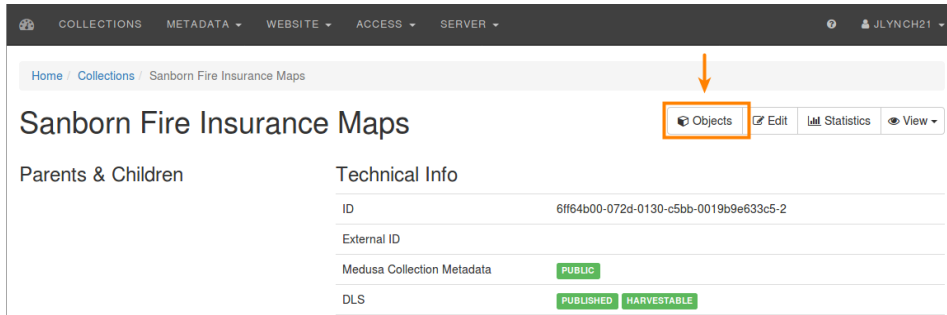 COLLECTIONS METADATA WEBSITE ACCESS SERVER JLYNCH21
Home / Collections / Sanborn Fire Insurance Maps
Sanborn Fire Insurance Maps Objects Edit Statistics View
Parents & Children Technical Info
ID 6ff64b00-072d-0130-c5bb-0019b9e633c5-2
External ID
Medusa Collection Metadata PUBLIC
DLS PUBLISHED HARVESTABLE